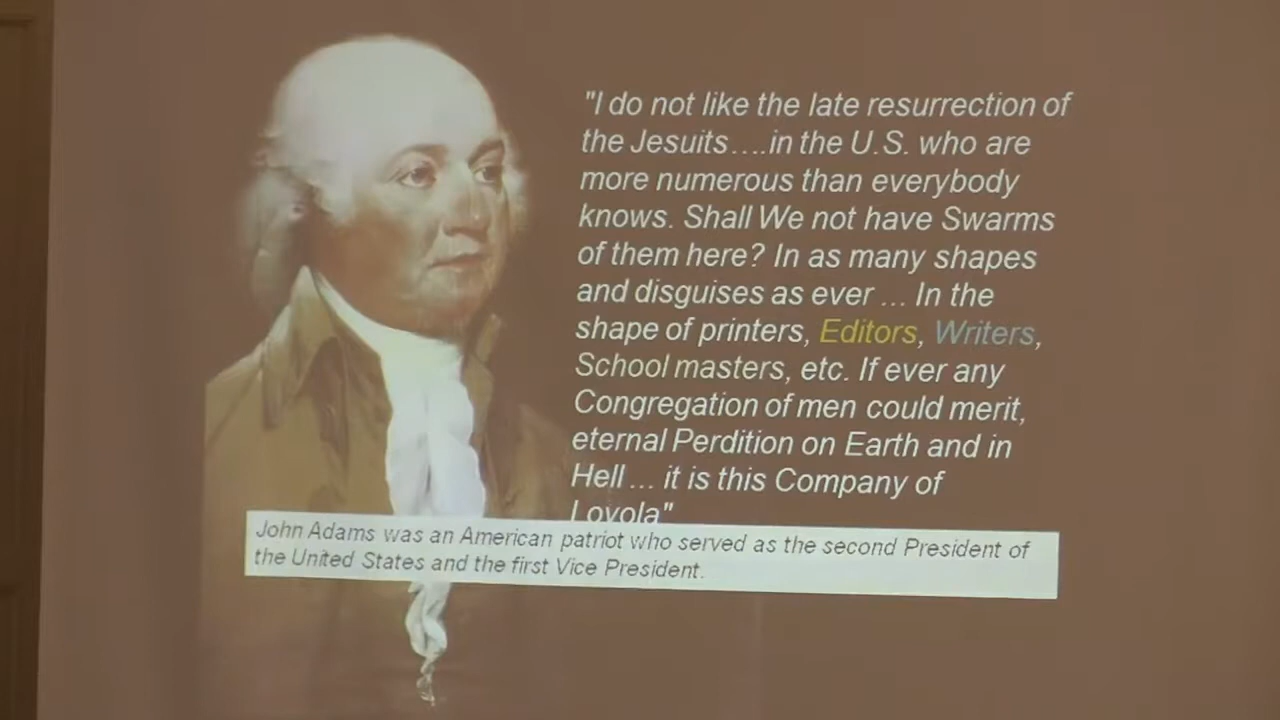 "I do not like the late resurrection of
the Jesuits….in the U.S. who are
more numerous than everybody
knows. Shall We not have Swarms
of them here? In as many shapes
and disguises as ever ... In the
shape of printers, Editors, Writers,
School masters, etc. If ever any
Congregation of men could merit,
eternal Perdition on Earth and in
Hell ... it is this Company of
Loyola"
John Adams was an American patriot who served as the second President of
the United States and the first Vice President.